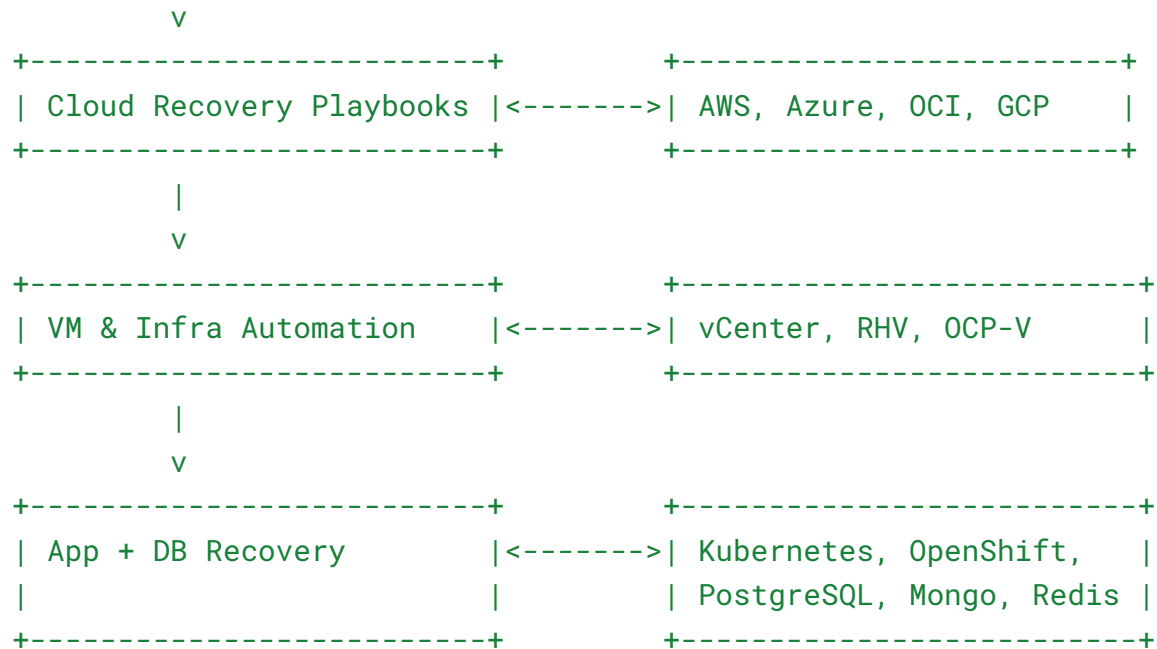 v
+--------------------------+ +-------------------------+
| Cloud Recovery Playbooks |<------->| AWS, Azure, OCI, GCP |
+--------------------------+ +-------------------------+
|
v
+--------------------------+ +--------------------------+
| VM & Infra Automation |<------->| vCenter, RHV, OCP-V |
+--------------------------+ +--------------------------+
|
v
+--------------------------+ +--------------------------+
| App + DB Recovery |<------->| Kubernetes, OpenShift, |
| | | PostgreSQL, Mongo, Redis |
+--------------------------+ +--------------------------+